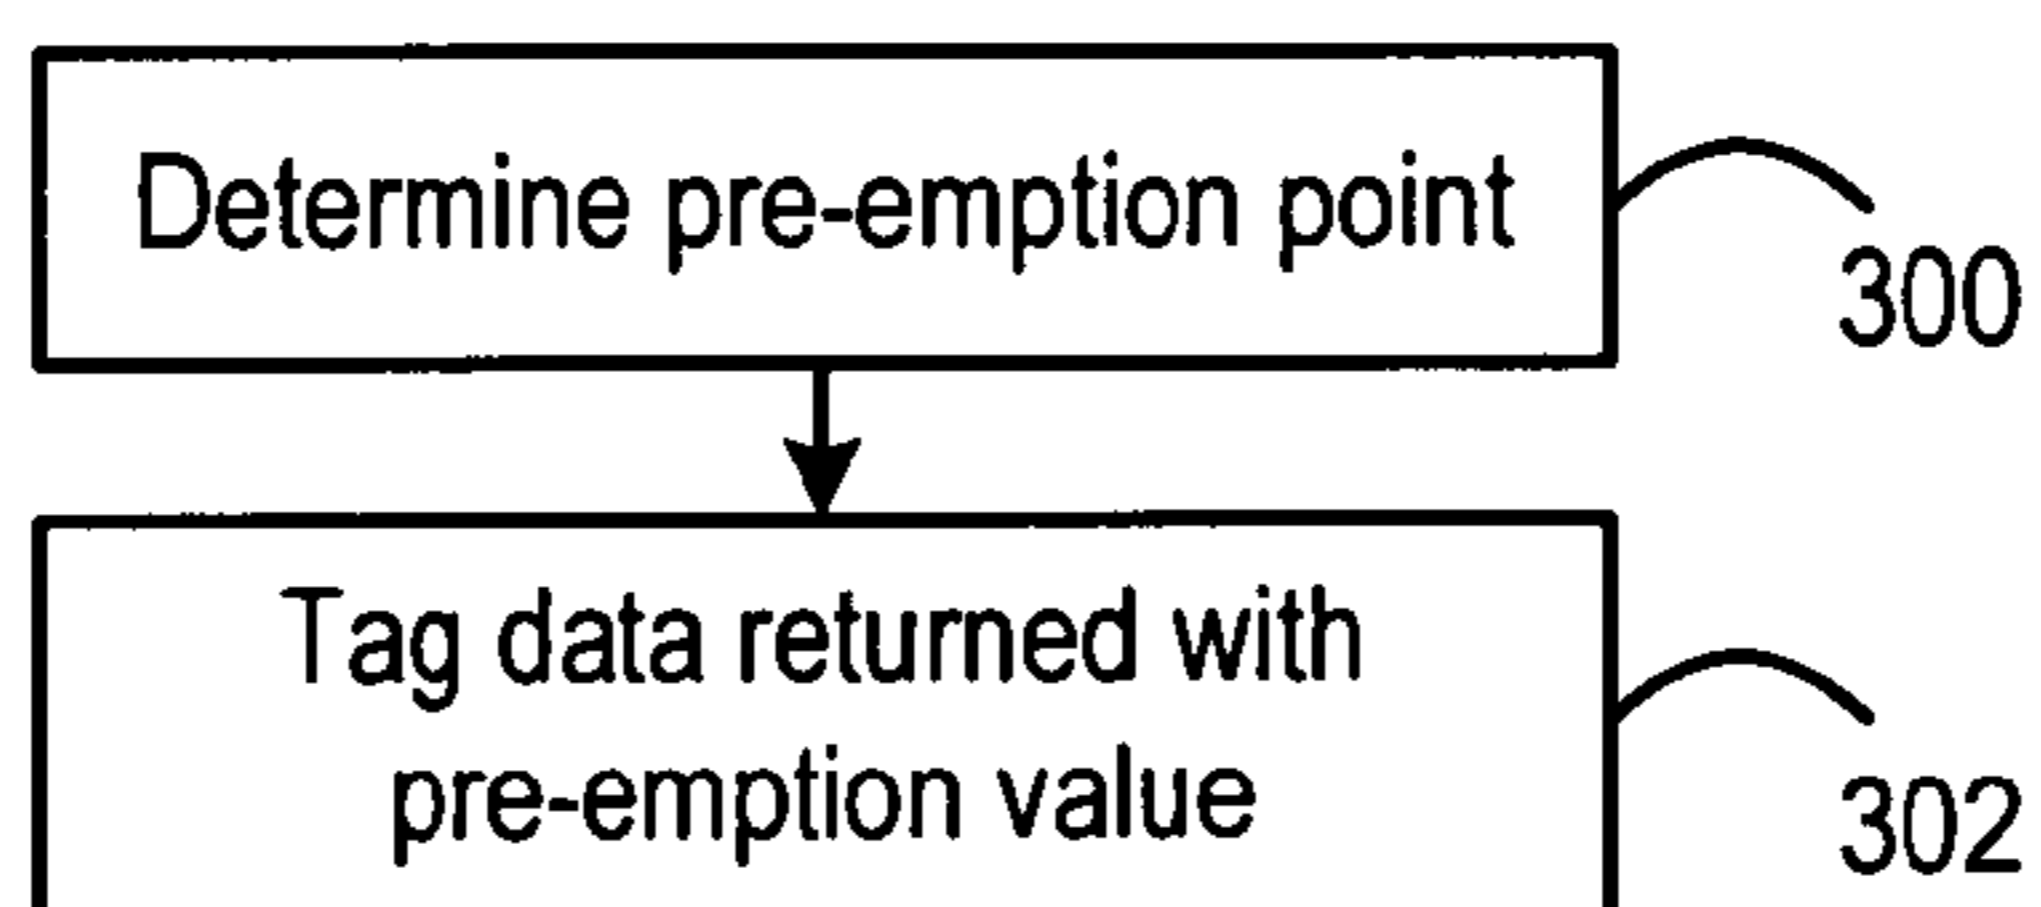 Determine pre-emption point
300
Tag data returned with
pre-emption value
302